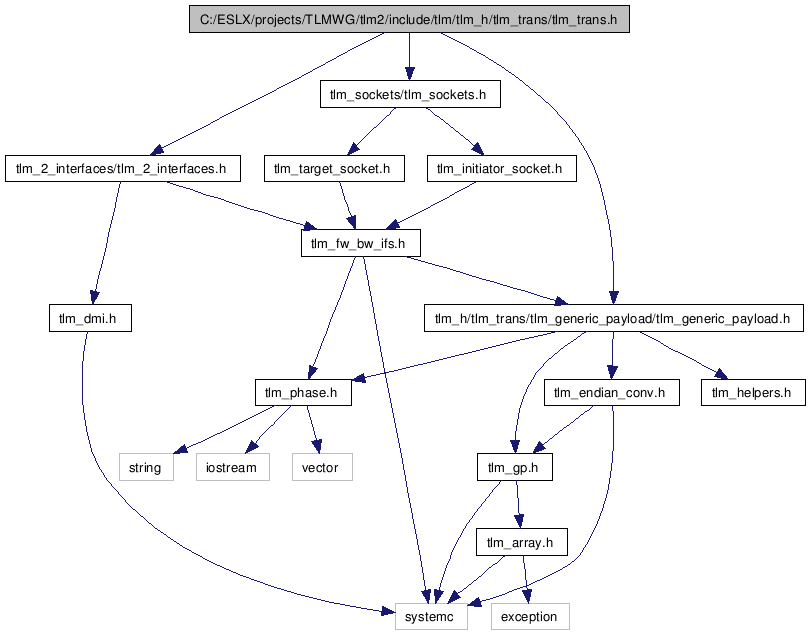 C:/ESLX/projects/TLMWG/tlm2/include/tlm/tlm_h/tlm_trans/tlm_trans.h
tlm_sockets/tlm_sockets.h
tlm_2_interfaces/tlm_2_interfaces.h
tlm_target_socket.h
tlm_initiator_socket.h
tlm_fw_bw_ifs.h
tlm_dmi.h
tlm_h/tlm_trans/tlm_generic_payload/tlm_generic_payload.h
tlm_phase.h
tlm_endian_conv.h
tlm_helpers.h
string
iostream
vector
tlm_gp.h
tlm_array.h
systemc
exception